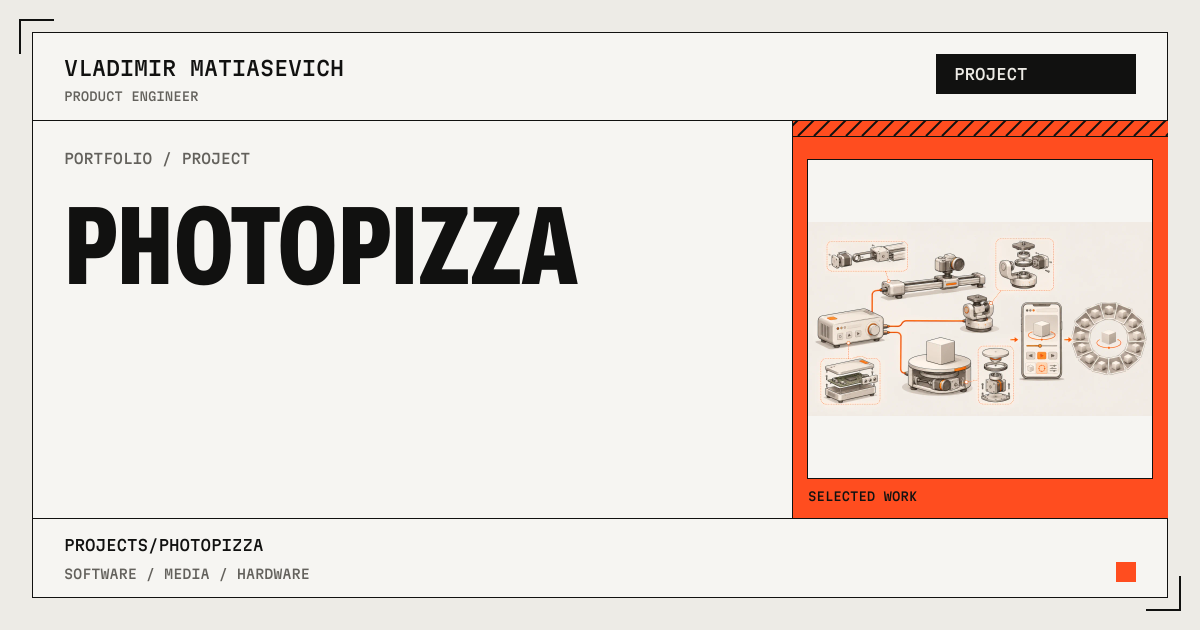 VLADIMIR MATIASEVICH
PRODUCT ENGINEER
PROJECT
PORTFOLIO / PROJECT
PHOTOPIZZA
SELECTED WORK
PROJECTS/PHOTOPIZZA
SOFTWARE / MEDIA / HARDWARE